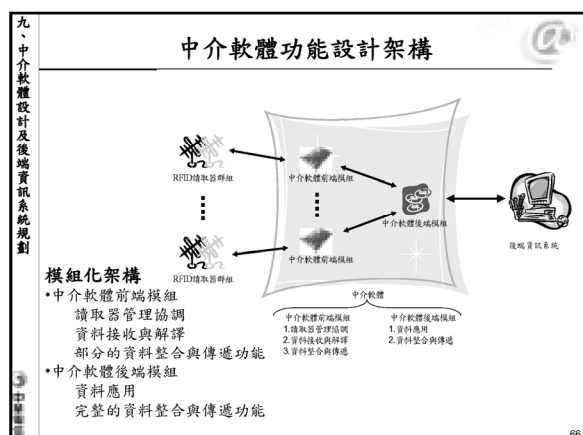 九、中介軟體設計及後端資訊系統規劃
中介軟體功能設計架構
RFID讀取器群組
中介軟體前端模組
中介軟體後端模組
後端資訊系統
RFID讀取器群組
中介軟體前端模組
中介軟體
模組化架構
•中介軟體前端模組
讀取器管理協調
資料接收與解譯
部分的資料整合與傳遞功能
•中介軟體後端模組
資料應用
完整的資料整合與傳遞功能
中介軟體前端模組
1.讀取器管理協調
2.資料接收與解譯
3.資料整合與傳遞
中介軟體後端模組
1.資料應用
2.資料整合與傳遞
66